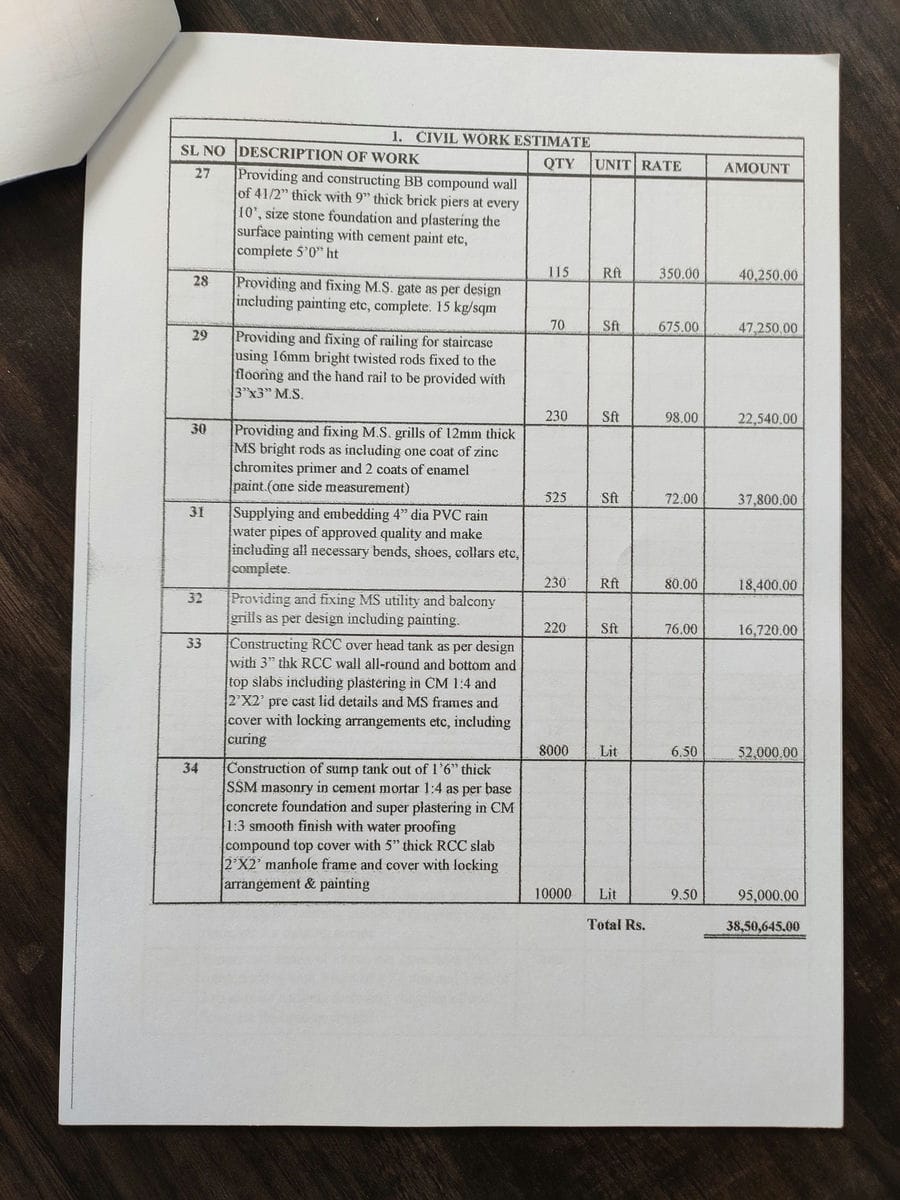 1. CIVIL WORK ESTIMATE
SL NO DESCRIPTION OF WORK QTY UNIT RATE AMOUNT
27 Providing and constructing BB compound wall
of 41/2” thick with 9” thick brick piers at every
10’, size stone foundation and plastering the
surface painting with cement paint etc,
complete 5’0” ht
115 Rft 350.00 40,250.00
28 Providing and fixing M.S. gate as per design
including painting etc, complete. 15 kg/sqm
70 Sft 675.00 47,250.00
29 Providing and fixing of railing for staircase
using 16mm bright twisted rods fixed to the
flooring and the hand rail to be provided with
3”x3” M.S.
230 Sft 98.00 22,540.00
30 Providing and fixing M.S. grills of 12mm thick
MS bright rods as including one coat of zinc
chromites primer and 2 coats of enamel
paint.(one side measurement)
525 Sft 72.00 37,800.00
31 Supplying and embedding 4” dia PVC rain
water pipes of approved quality and make
including all necessary bends, shoes, collars etc,
complete.
230 Rft 80.00 18,400.00
32 Providing and fixing MS utility and balcony
grills as per design including painting.
220 Sft 76.00 16,720.00
33 Constructing RCC over head tank as per design
with 3” thk RCC wall all-round and bottom and
top slabs including plastering in CM 1:4 and
2’X2’ pre cast lid details and MS frames and
cover with locking arrangements etc, including
curing
8000 Lit 6.50 52,000.00
34 Construction of sump tank out of 1’6” thick
SSM masonry in cement mortar 1:4 as per base
concrete foundation and super plastering in CM
1:3 smooth finish with water proofing
compound top cover with 5” thick RCC slab
2’X2’ manhole frame and cover with locking
arrangement & painting
10000 Lit 9.50 95,000.00
Total Rs. 38,50,645.00